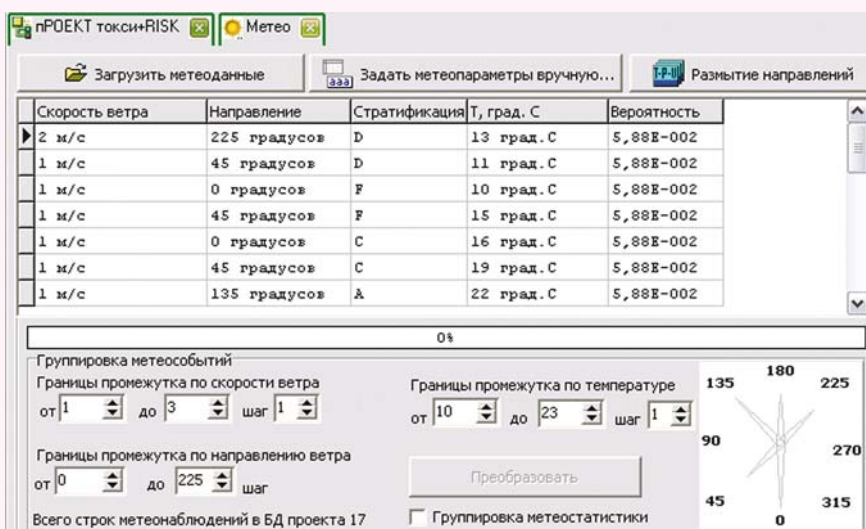 пРОЕКТ токси+RISK Метео
Загрузить метеоданные Задать метеопараметры вручную... Размытие направлений
aaa T-P-U
Скорость ветра Направление Стратификация T, град. C Вероятность
2 м/с 225 градусов D 13 град.C 5,88E-002
1 м/с 45 градусов D 11 град.C 5,88E-002
1 м/с 0 градусов F 10 град.C 5,88E-002
1 м/с 45 градусов F 15 град.C 5,88E-002
1 м/с 0 градусов C 16 град.C 5,88E-002
1 м/с 45 градусов C 19 град.C 5,88E-002
1 м/с 135 градусов A 22 град.C 5,88E-002
0%
Группировка метеособытий
Границы промежутка по скорости ветра
от 1 до 3 шаг 1
Границы промежутка по температуре
от 10 до 23 шаг 1
Границы промежутка по направлению ветра
от 0 до 225 шаг
Преобразовать
Всего строк метеонаблюдений в БД проекта 17
Группировка метеостатистики
135 180 225
90 270
45 0 315